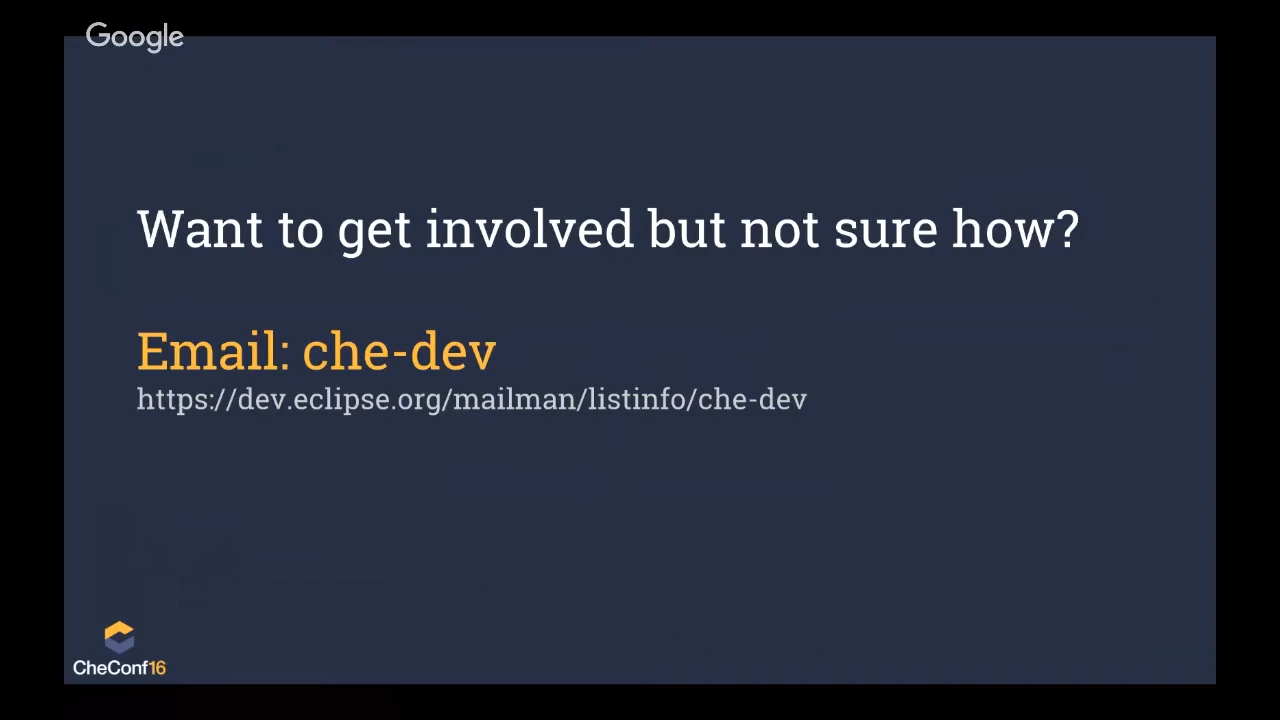 Google
Want to get involved but not sure how?
Email: che-dev
https://dev.eclipse.org/mailman/listinfo/che-dev
CheConf16